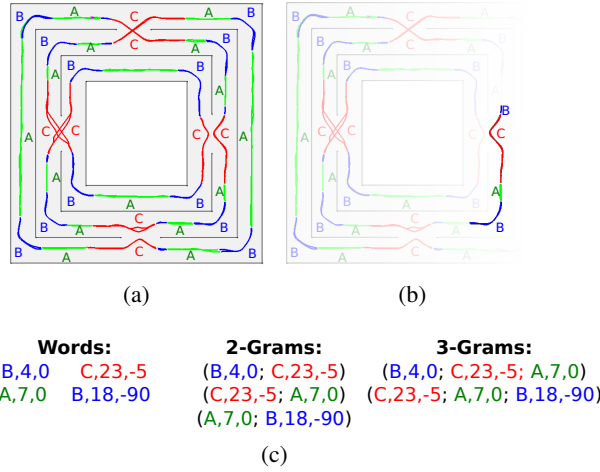 B A C A B
B A C A B
B A B
A A
A C C C C A
A
B A B
B A C A B
B A C A B
B
C
A
B
(a) (b)
Words: 2-Grams: 3-Grams:
B,4,0 C,23,-5 (B,4,0; C,23,-5) (B,4,0; C,23,-5; A,7,0)
A,7,0 B,18,-90 (C,23,-5; A,7,0) (C,23,-5; A,7,0; B,18,-90)
(A,7,0; B,18,-90)
(c)